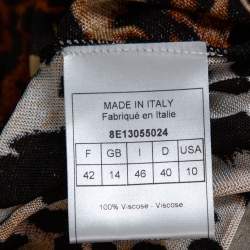 MADE IN ITALY
Fabriqué en Italie
8E13055024
F GB I D USA
42 14 46 40 10
100% Viscose - Viscose